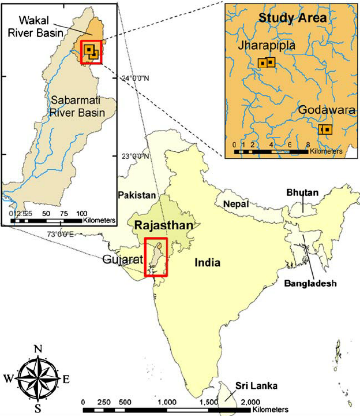 Wakal
River Basin
Sabarmati
River Basin
24°0'0"N
23°0'0"N
73°0'0"E
0 12.5 25 50 75 100
Kilometers
Study Area
Jharapipla
Godawara
0 1 2 4 6 8
Kilometers
Pakistan
Nepal
Bhutan
Rajasthan
Gujarat
India
Bangladesh
Sri Lanka
0 250 500 1,000 1,500 2,000
Kilometers
N
W E
S